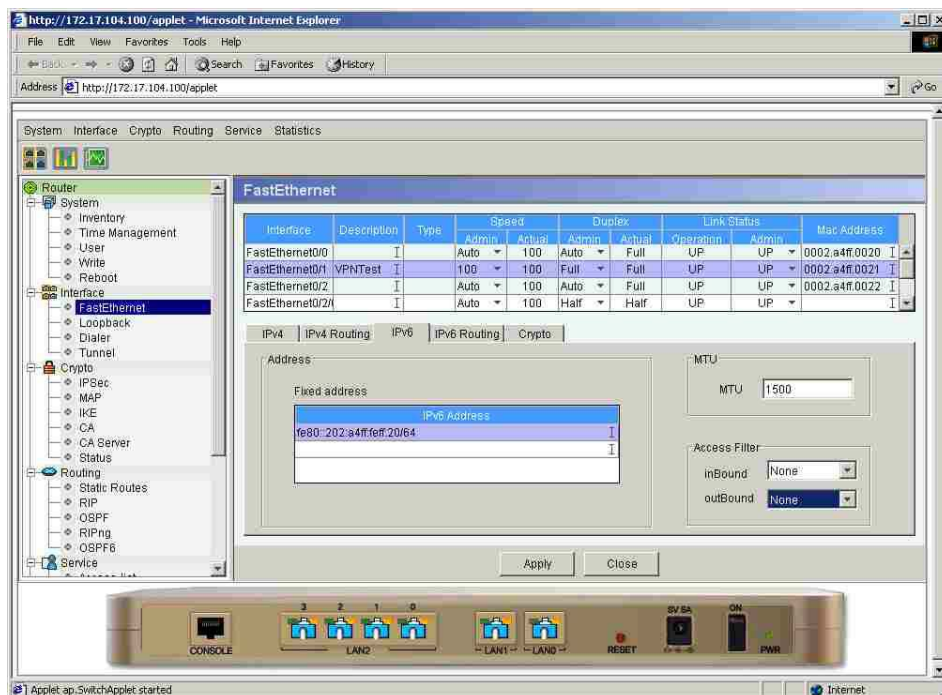 http://172.17.104.100/applet - Microsoft Internet Explorer
File Edit View Favorites Tools Help
Back Search Favorites History
Address http://172.17.104.100/applet Go
System Interface Crypto Routing Service Statistics
Router
System
Inventory
Time Management
User
Write
Reboot
Interface
FastEthernet
Loopback
Dialer
Tunnel
Crypto
IPSec
MAP
IKE
CA
CA Server
Status
Routing
Static Routes
RIP
OSPF
RIPng
OSPF6
Service
FastEthernet
Interface Description Type Speed Duplex Link Status Mac Address
Admin Actual Admin Actual Operation Admin
FastEthernet0/0 Auto 100 Auto Full UP UP 0002.a4ff.0020
FastEthernet0/1 VPNTest 100 100 Full Full UP UP 0002.a4ff.0021
FastEthernet0/2 Auto 100 Auto Full UP UP 0002.a4ff.0022
FastEthernet0/2/ Auto 100 Half Half UP UP
IPv4 IPv4 Routing IPv6 IPv6 Routing Crypto
Address
Fixed address
IPv6 Address
fe80::202:a4ff:feff:20/64
MTU
MTU 1500
Access Filter
inBound None
outBound None
Apply Close
CONSOLE
3 2 1 0
LAN2
LAN1 LAN0
RESET
5V 5A
ON
PWR
Applet ap.SwitchApplet started
Internet